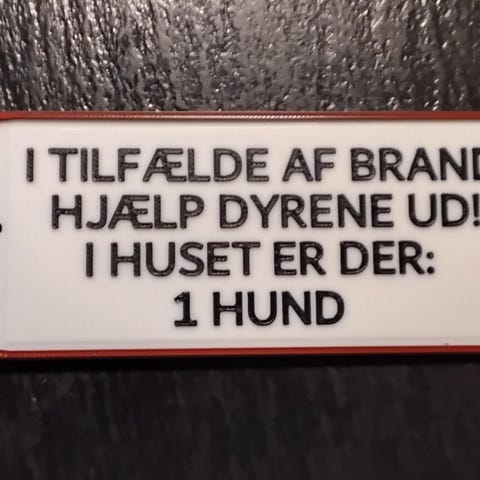 I TILFÆLDE AF BRAND
HJÆLP DYRENE UD!
I HUSET ER DER:
1 HUND